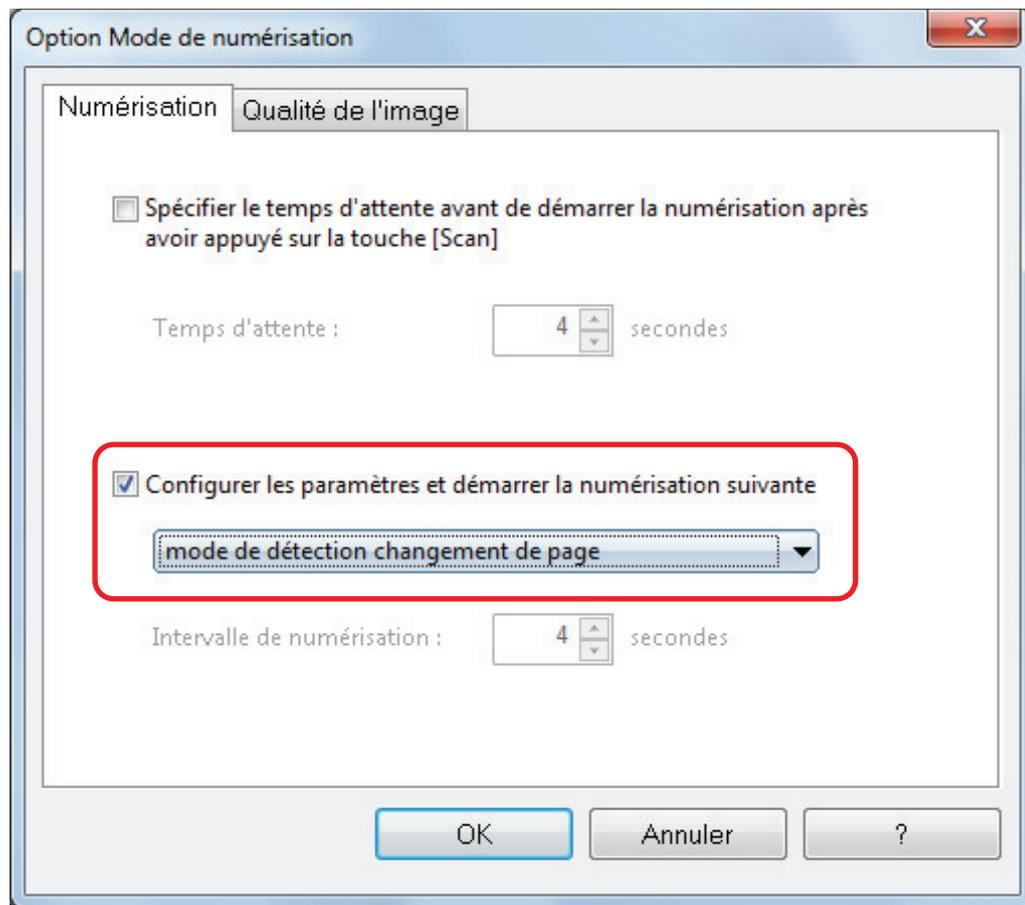 Option Mode de numérisation
Numérisation
Qualité de l'image
Spécifier le temps d'attente avant de démarrer la numérisation après
avoir appuyé sur la touche [Scan]
Temps d'attente : 4 secondes
Configurer les paramètres et démarrer la numérisation suivante
mode de détection changement de page
Intervalle de numérisation : 4 secondes
OK
Annuler
?